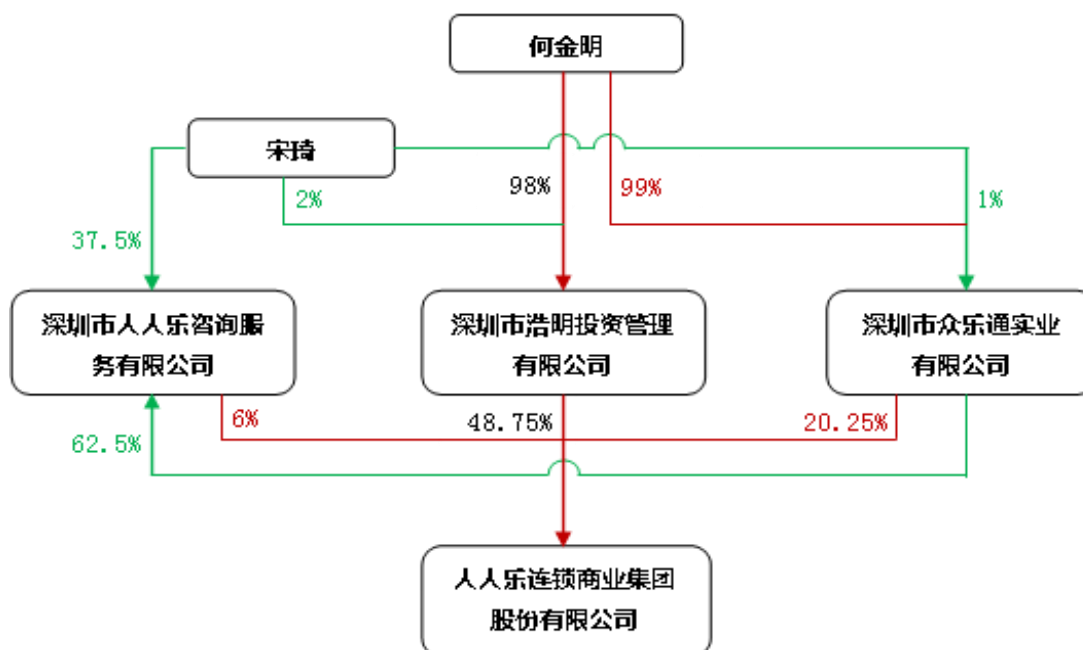 何金明
宋琦
2%
98%
99%
1%
37.5%
深圳市人人乐咨询服
务有限公司
深圳市浩明投资管理
有限公司
深圳市众乐通实业
有限公司
6%
48.75%
20.25%
62.5%
人人乐连锁商业集团
股份有限公司